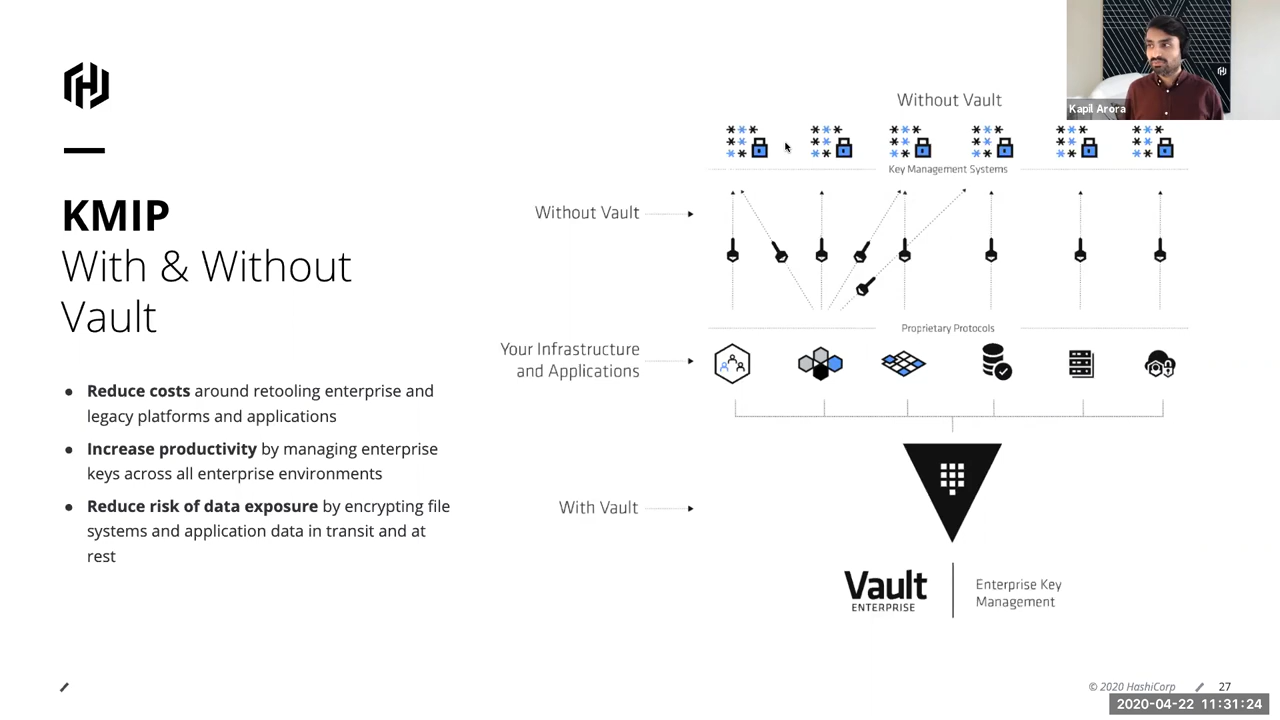 KMIP
With & Without
Vault
● Reduce costs around retooling enterprise and
legacy platforms and applications
● Increase productivity by managing enterprise
keys across all enterprise environments
● Reduce risk of data exposure by encrypting file
systems and application data in transit and at
rest
Without Vault
Kapil Arora
Key Management Systems
Without Vault
Proprietary Protocols
Your Infrastructure
and Applications
With Vault
Vault
ENTERPRISE
Enterprise Key
Management
© 2020 HashiCorp
27
2020-04-22 11:31:24